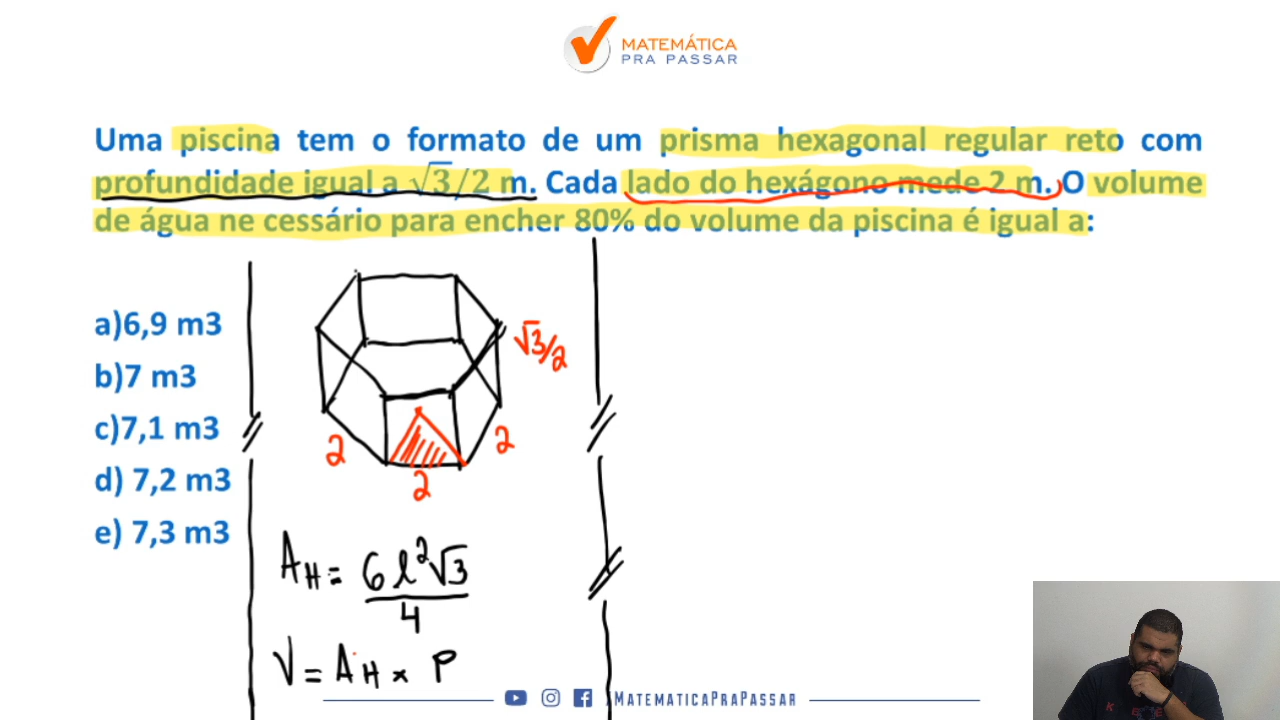 MATEMÁTICA
PRA PASSAR
Uma piscina tem o formato de um prisma hexagonal regular reto com
profundidade igual a √3/2 m. Cada lado do hexágono mede 2 m. O volume
de água ne cessário para encher 80% do volume da piscina é igual a:
a)6,9 m3
b)7 m3
c)7,1 m3
d) 7,2 m3
e) 7,3 m3
√3/2
2
2
2
A_H = 6 l²√3 / 4
V = A_H x P
/MATEMATICAPRAPASSAR